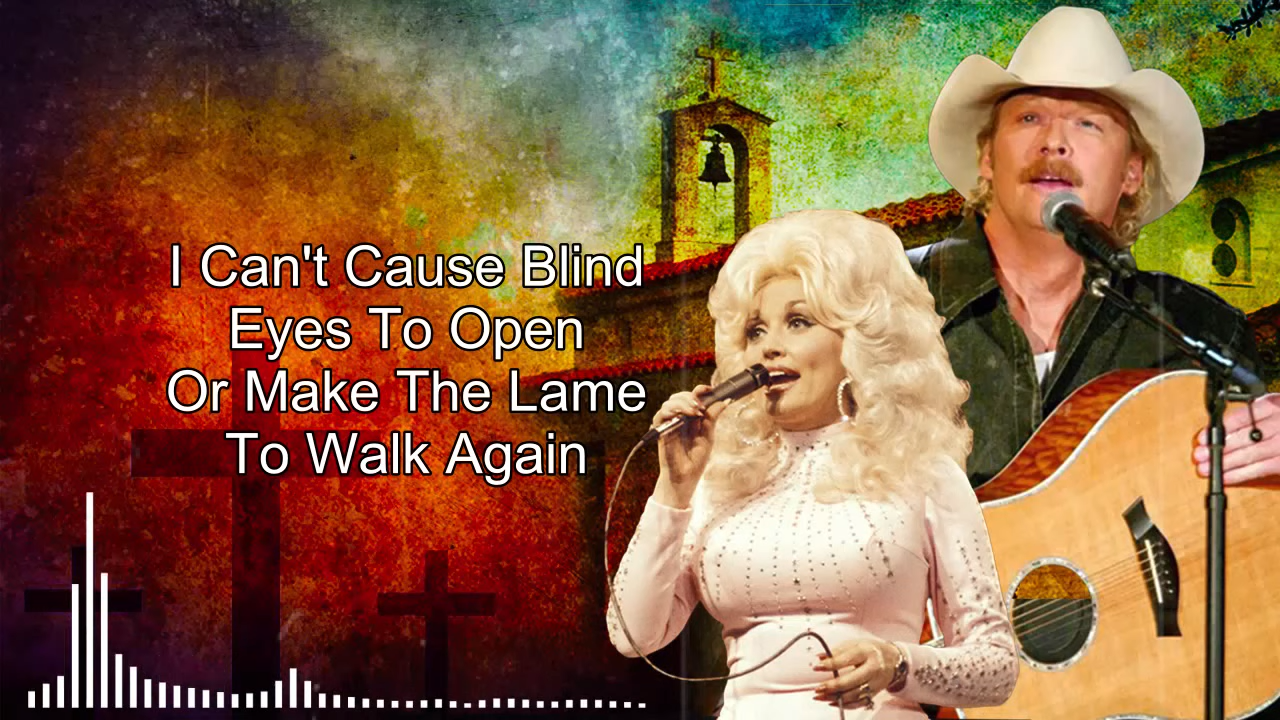 I Can't Cause Blind
Eyes To Open
Or Make The Lame
To Walk Again